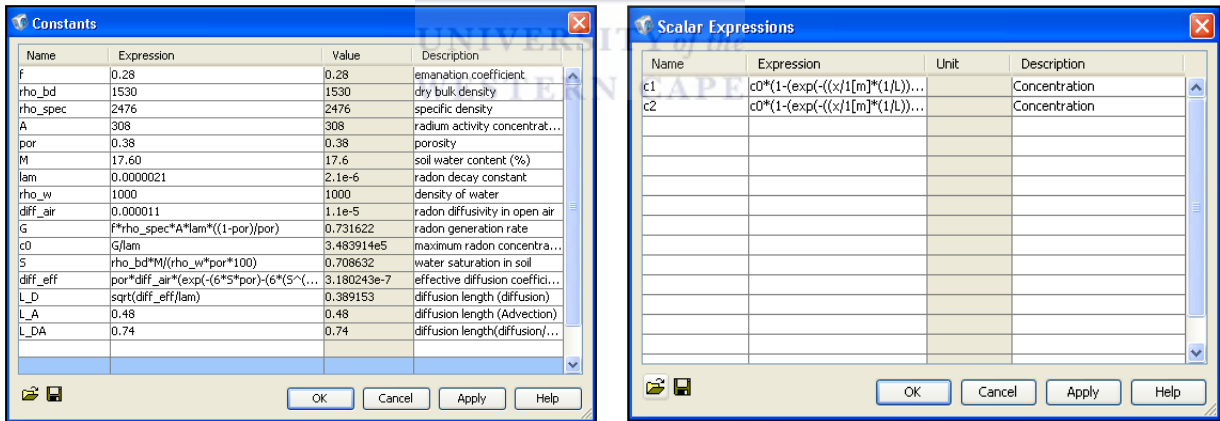 Constants
Name Expression Value Description
f 0.28 0.28 emanation coefficient
rho_bd 1530 1530 dry bulk density
rho_spec 2476 2476 specific density
A 308 308 radium activity concentrat...
por 0.38 0.38 porosity
M 17.60 17.6 soil water content (%)
lam 0.0000021 2.1e-6 radon decay constant
rho_w 1000 1000 density of water
diff_air 0.000011 1.1e-5 radon diffusivity in open air
G f*rho_spec*A*lam*((1-por)/por) 0.731622 radon generation rate
c0 G/lam 3.483914e5 maximum radon concentra...
S rho_bd*M/(rho_w*por*100) 0.708632 water saturation in soil
diff_eff por*diff_air*(exp(-(6*S*por)-(6*(S^(... 3.180243e-7 effective diffusion coeffici...
L_D sqrt(diff_eff/lam) 0.389153 diffusion length (diffusion)
L_A 0.48 0.48 diffusion length (Advection)
L_DA 0.74 0.74 diffusion length(diffusion/...
OK Cancel Apply Help
UNIVERSITY of the
WESTERN CAPE
Scalar Expressions
Name Expression Unit Description
c1 c0*(1-(exp(-((x/1[m]*(1/L))... Concentration
c2 c0*(1-(exp(-((x/1[m]*(1/L))... Concentration
OK Cancel Apply Help